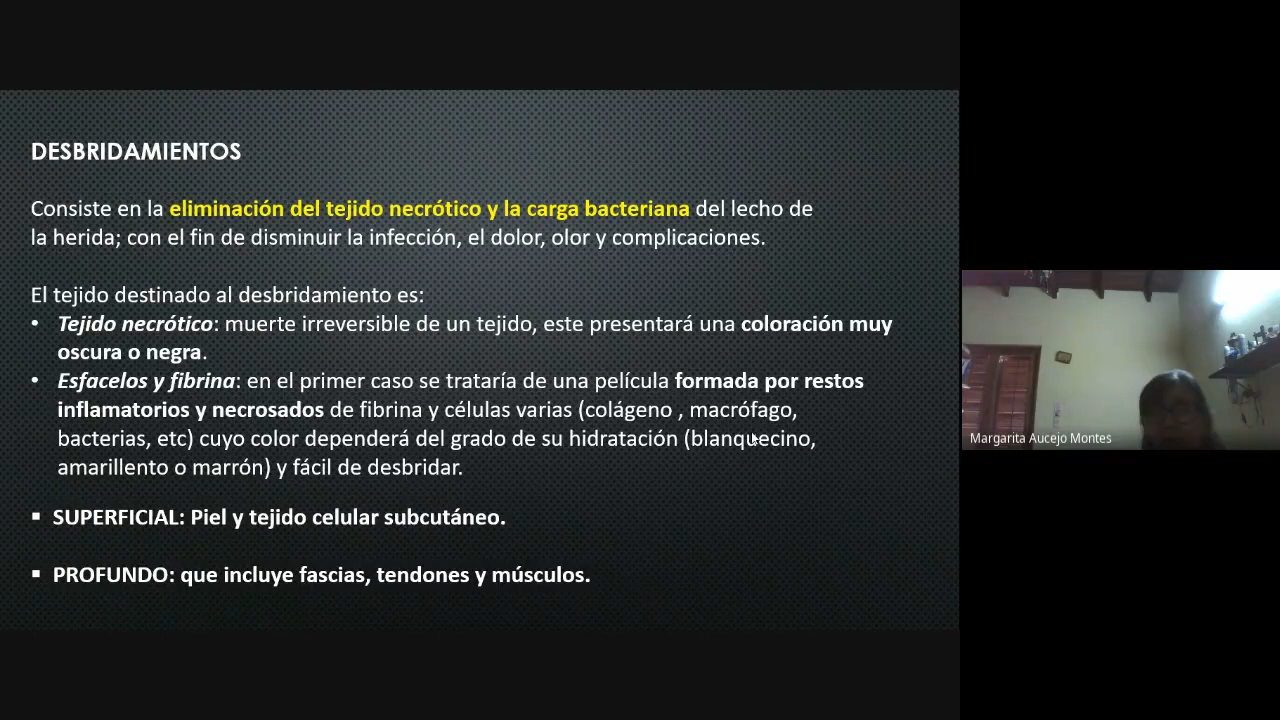 DESBRIDAMIENTOS
Consiste en la eliminación del tejido necrótico y la carga bacteriana del lecho de
la herida; con el fin de disminuir la infección, el dolor, olor y complicaciones.
El tejido destinado al desbridamiento es:
• Tejido necrótico: muerte irreversible de un tejido, este presentará una coloración muy
oscura o negra.
• Esfacelos y fibrina: en el primer caso se trataría de una película formada por restos
inflamatorios y necrosados de fibrina y células varias (colágeno , macrófago,
bacterias, etc) cuyo color dependerá del grado de su hidratación (blanquecino,
amarillento o marrón) y fácil de desbridar.
▪ SUPERFICIAL: Piel y tejido celular subcutáneo.
▪ PROFUNDO: que incluye fascias, tendones y músculos.
Margarita Aucejo Montes